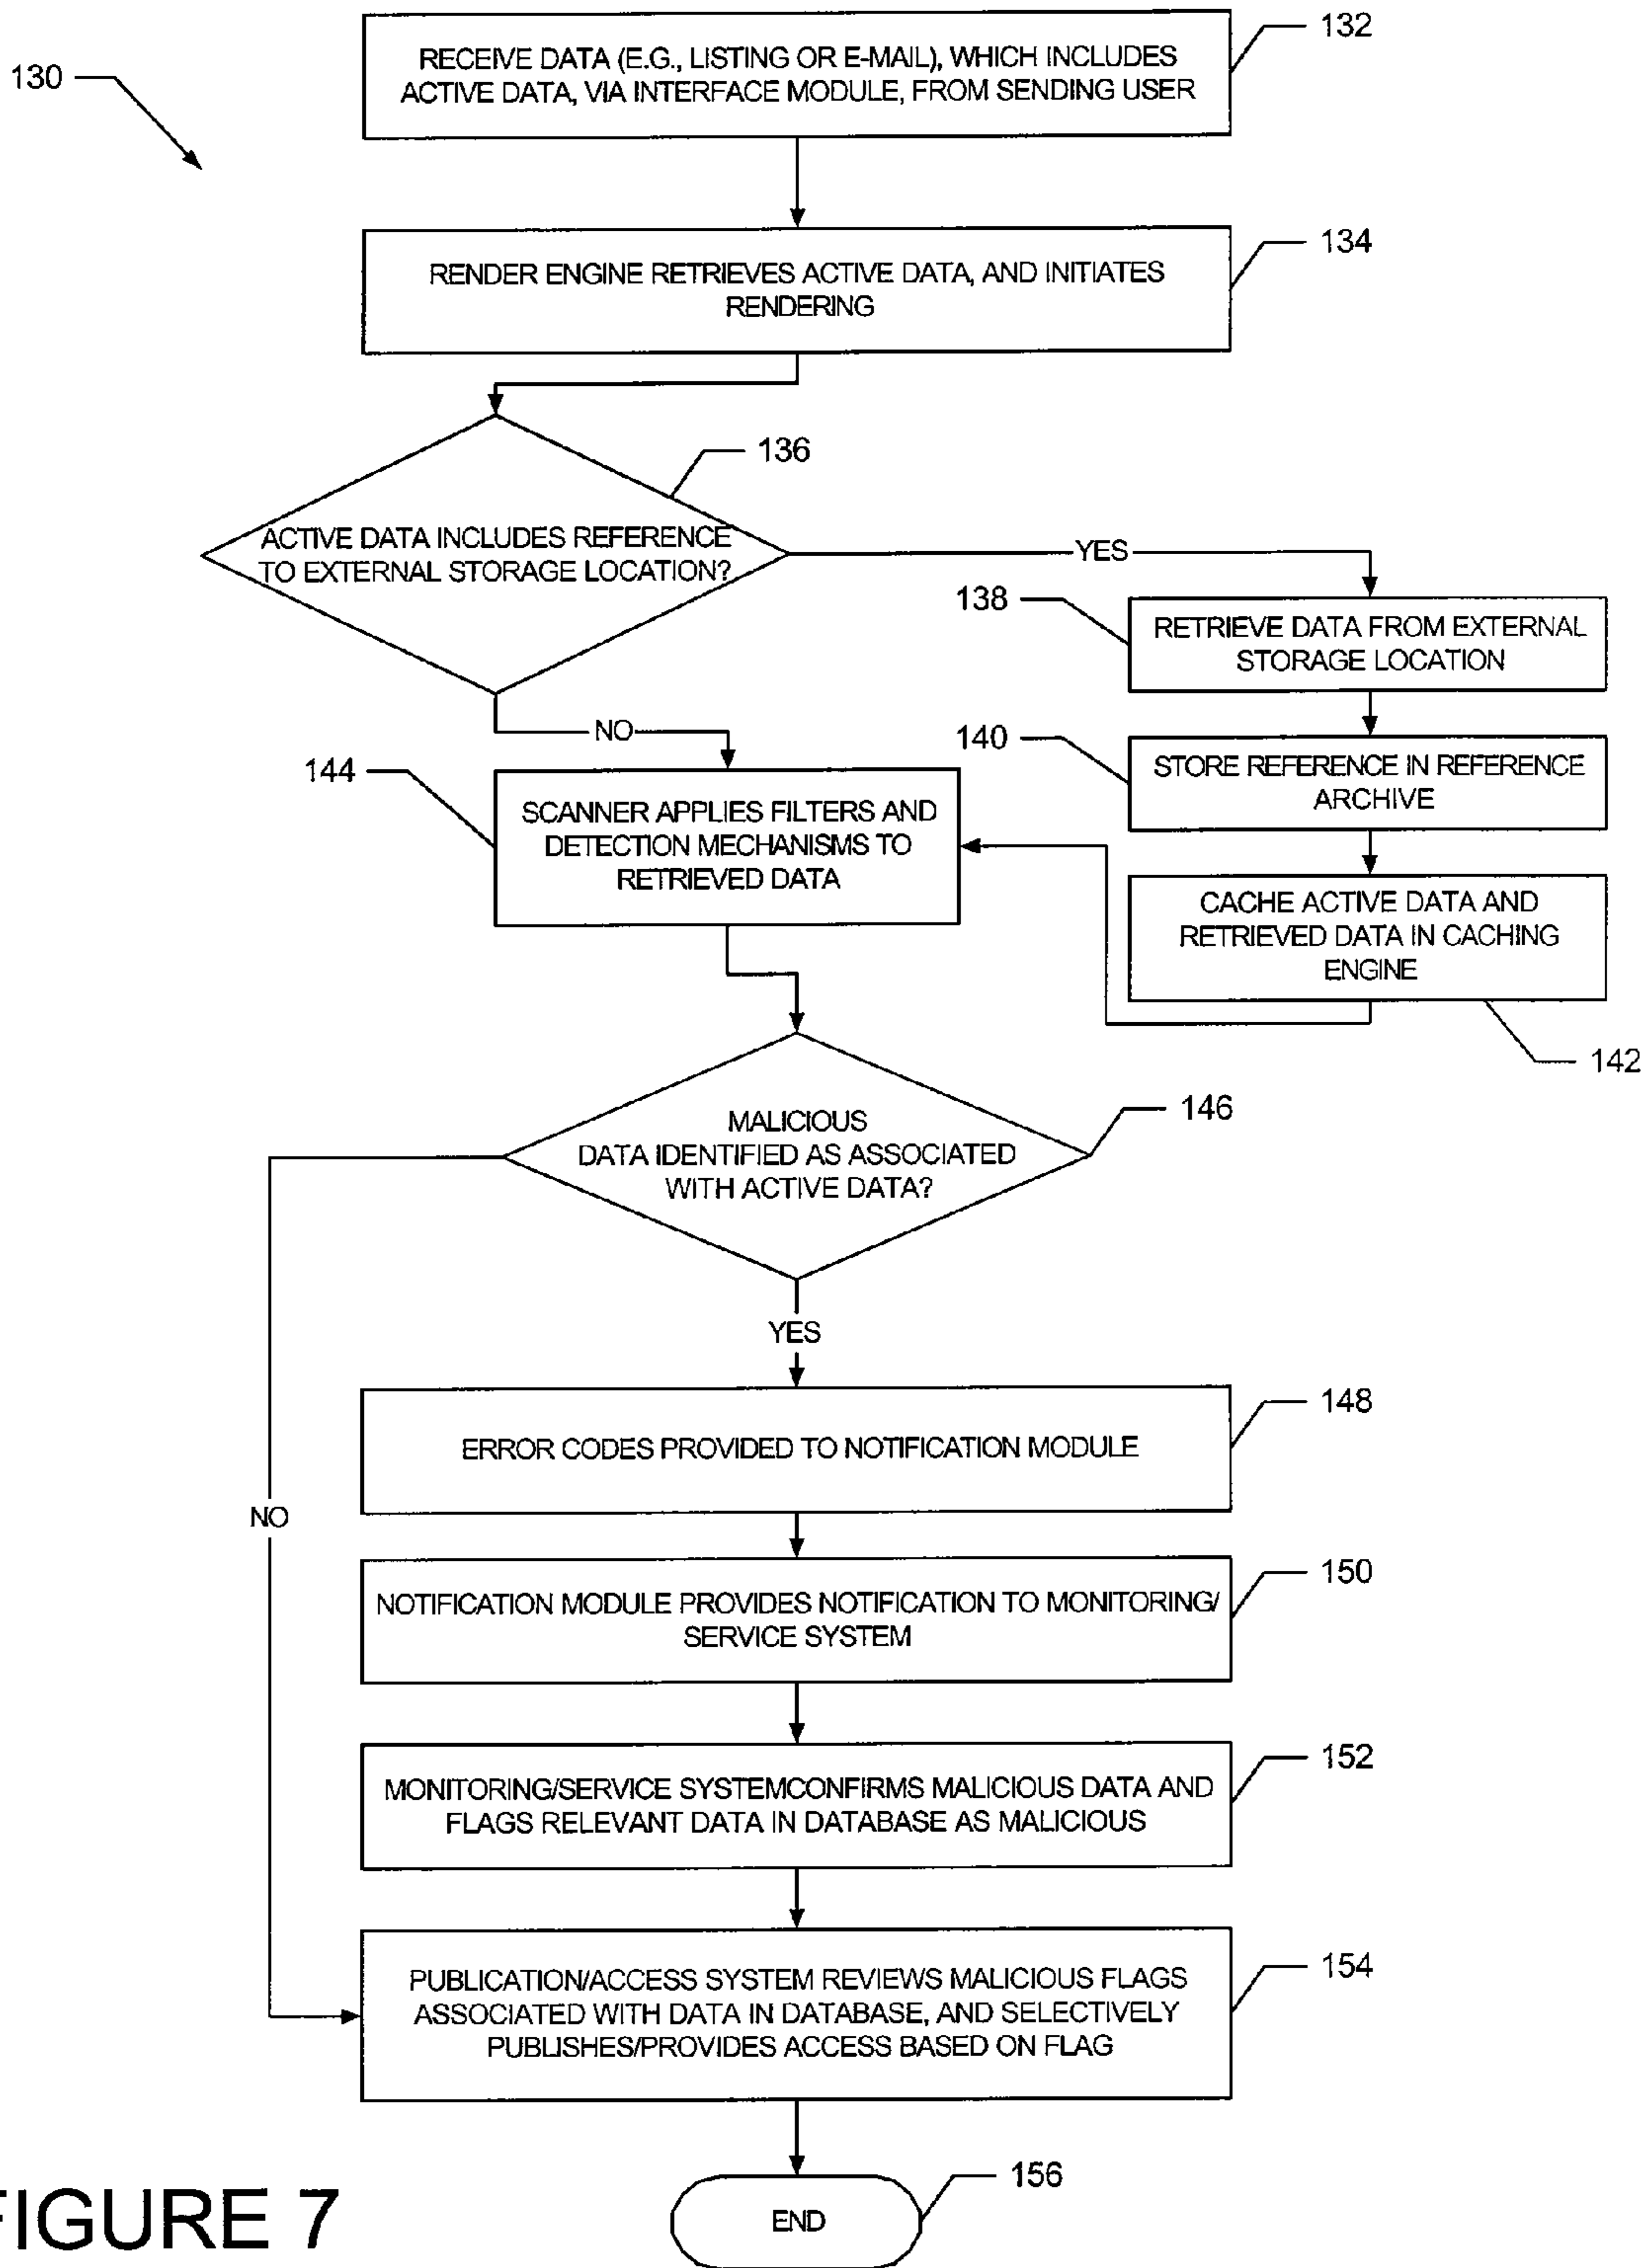 132
RECEIVE DATA (E.G., LISTING OR E-MAIL), WHICH INCLUDES
ACTIVE DATA, VIA INTERFACE MODULE, FROM SENDING USER
130
134
RENDER ENGINE RETRIEVES ACTIVE DATA, AND INITIATES
RENDERING
136
ACTIVE DATA INCLUDES REFERENCE
TO EXTERNAL STORAGE LOCATION?
YES
138
RETRIEVE DATA FROM EXTERNAL
STORAGE LOCATION
NO
140
STORE REFERENCE IN REFERENCE
ARCHIVE
144
SCANNER APPLIES FILTERS AND
DETECTION MECHANISMS TO
RETRIEVED DATA
CACHE ACTIVE DATA AND
RETRIEVED DATA IN CACHING
ENGINE
142
146
MALICIOUS
DATA IDENTIFIED AS ASSOCIATED
WITH ACTIVE DATA?
YES
148
ERROR CODES PROVIDED TO NOTIFICATION MODULE
NO
150
NOTIFICATION MODULE PROVIDES NOTIFICATION TO MONITORING/
SERVICE SYSTEM
152
MONITORING/SERVICE SYSTEMCONFIRMS MALICIOUS DATA AND
FLAGS RELEVANT DATA IN DATABASE AS MALICIOUS
154
PUBLICATION/ACCESS SYSTEM REVIEWS MALICIOUS FLAGS
ASSOCIATED WITH DATA IN DATABASE, AND SELECTIVELY
PUBLISHES/PROVIDES ACCESS BASED ON FLAG
156
END
FIGURE 7